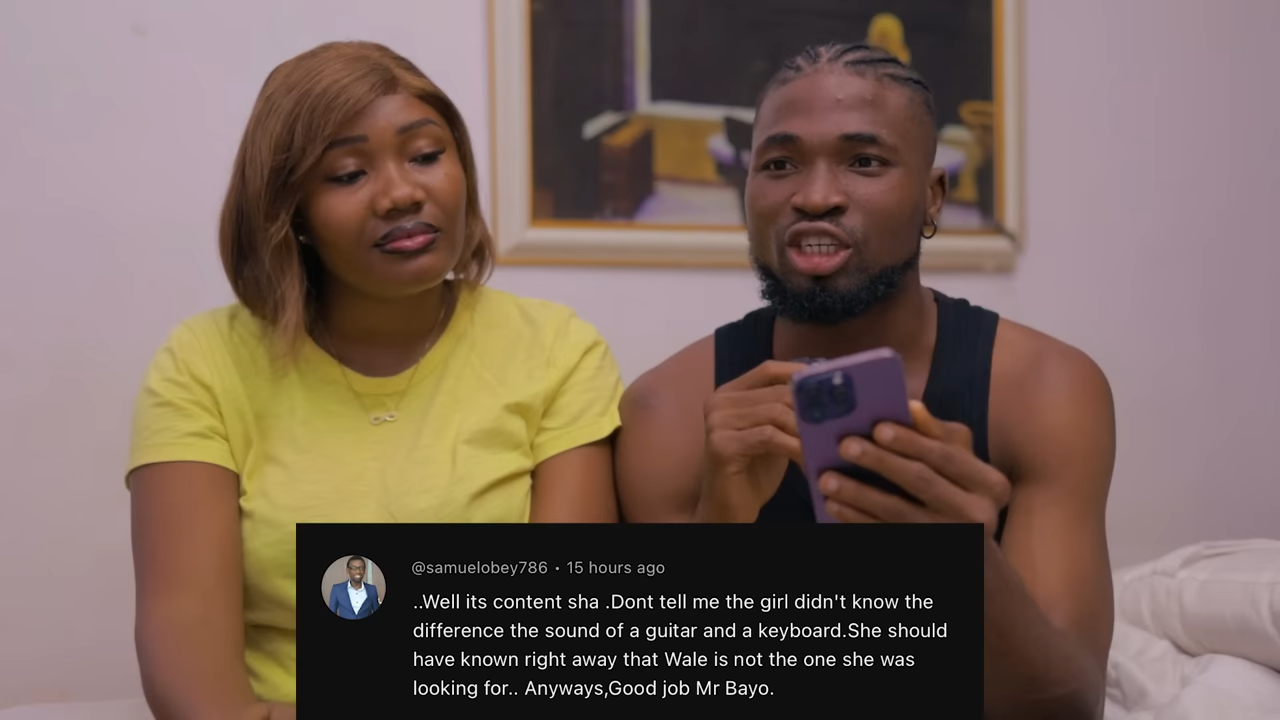 @samuelobey786 • 15 hours ago
..Well its content sha .Dont tell me the girl didn't know the
difference the sound of a guitar and a keyboard.She should
have known right away that Wale is not the one she was
looking for.. Anyways,Good job Mr Bayo.